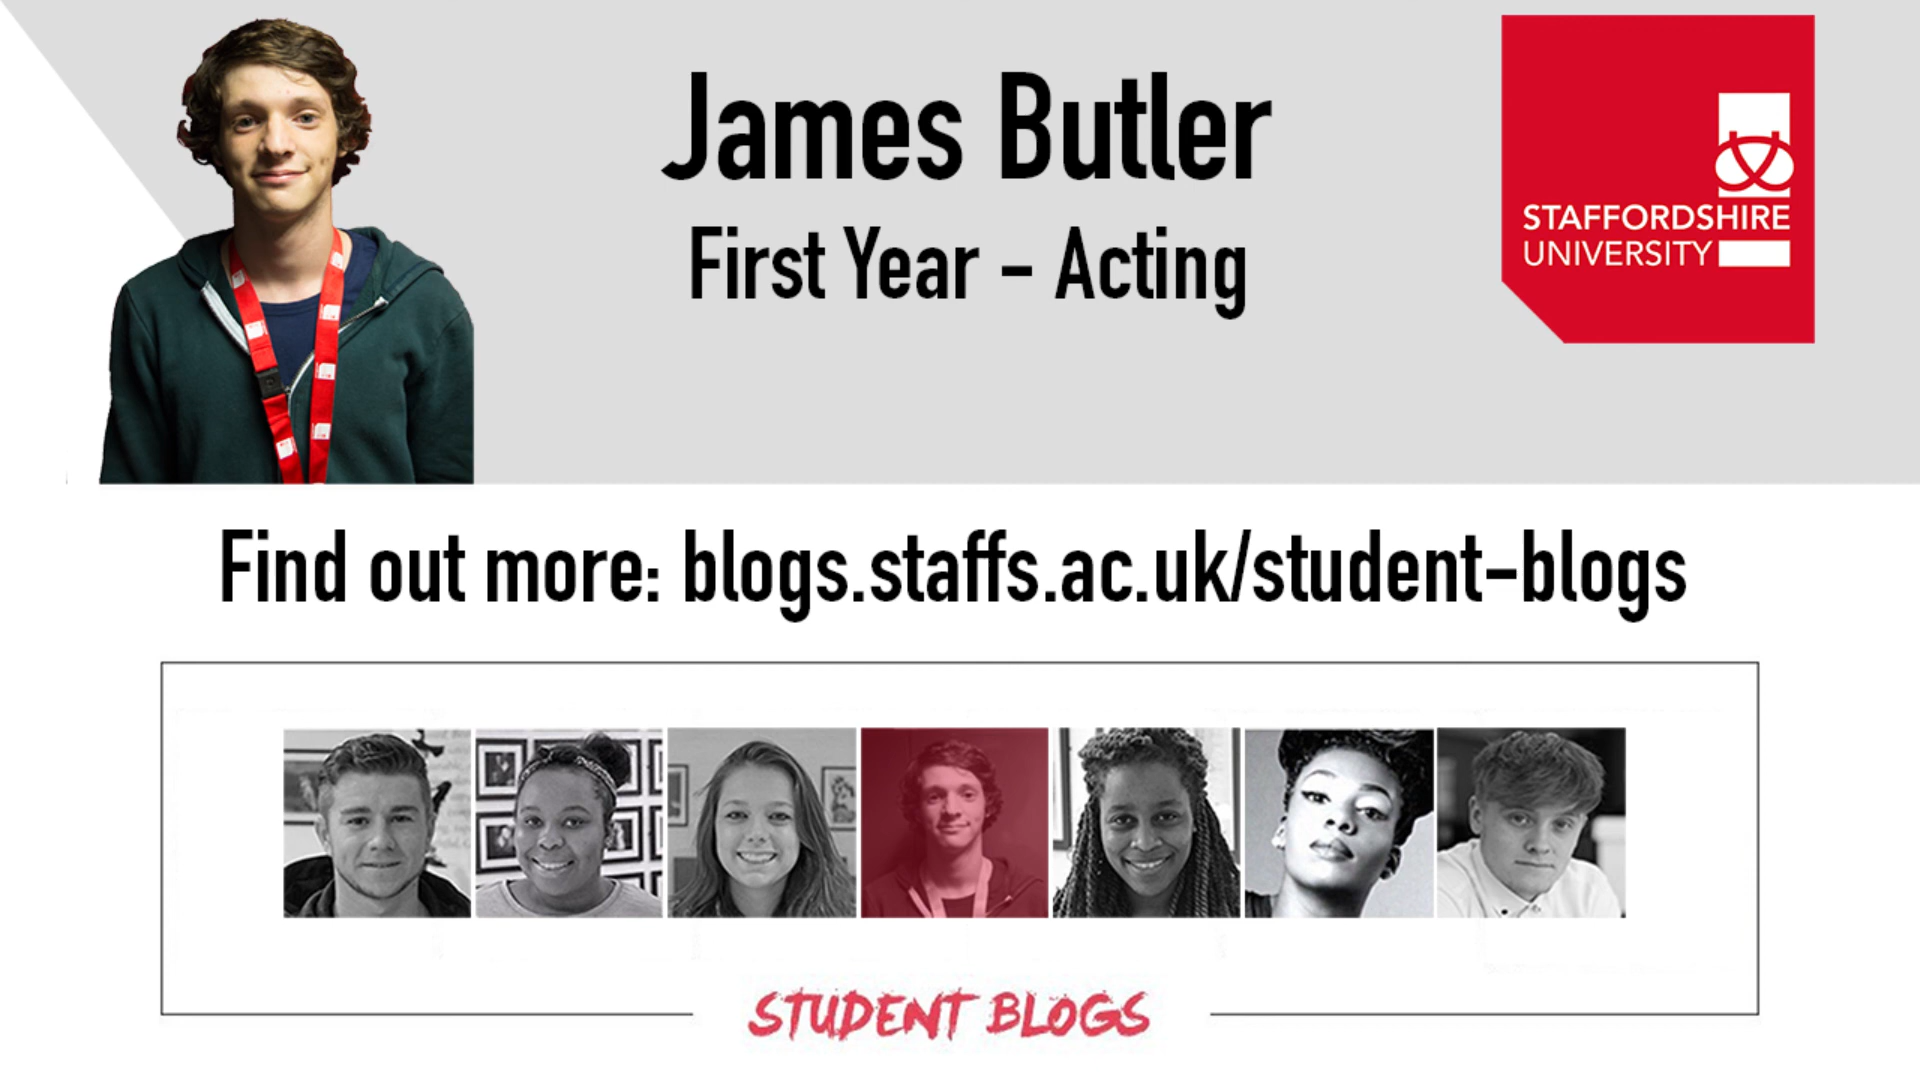 James Butler
First Year - Acting
STAFFORDSHIRE
UNIVERSITY
Find out more: blogs.staffs.ac.uk/student-blogs
STUDENT BLOGS